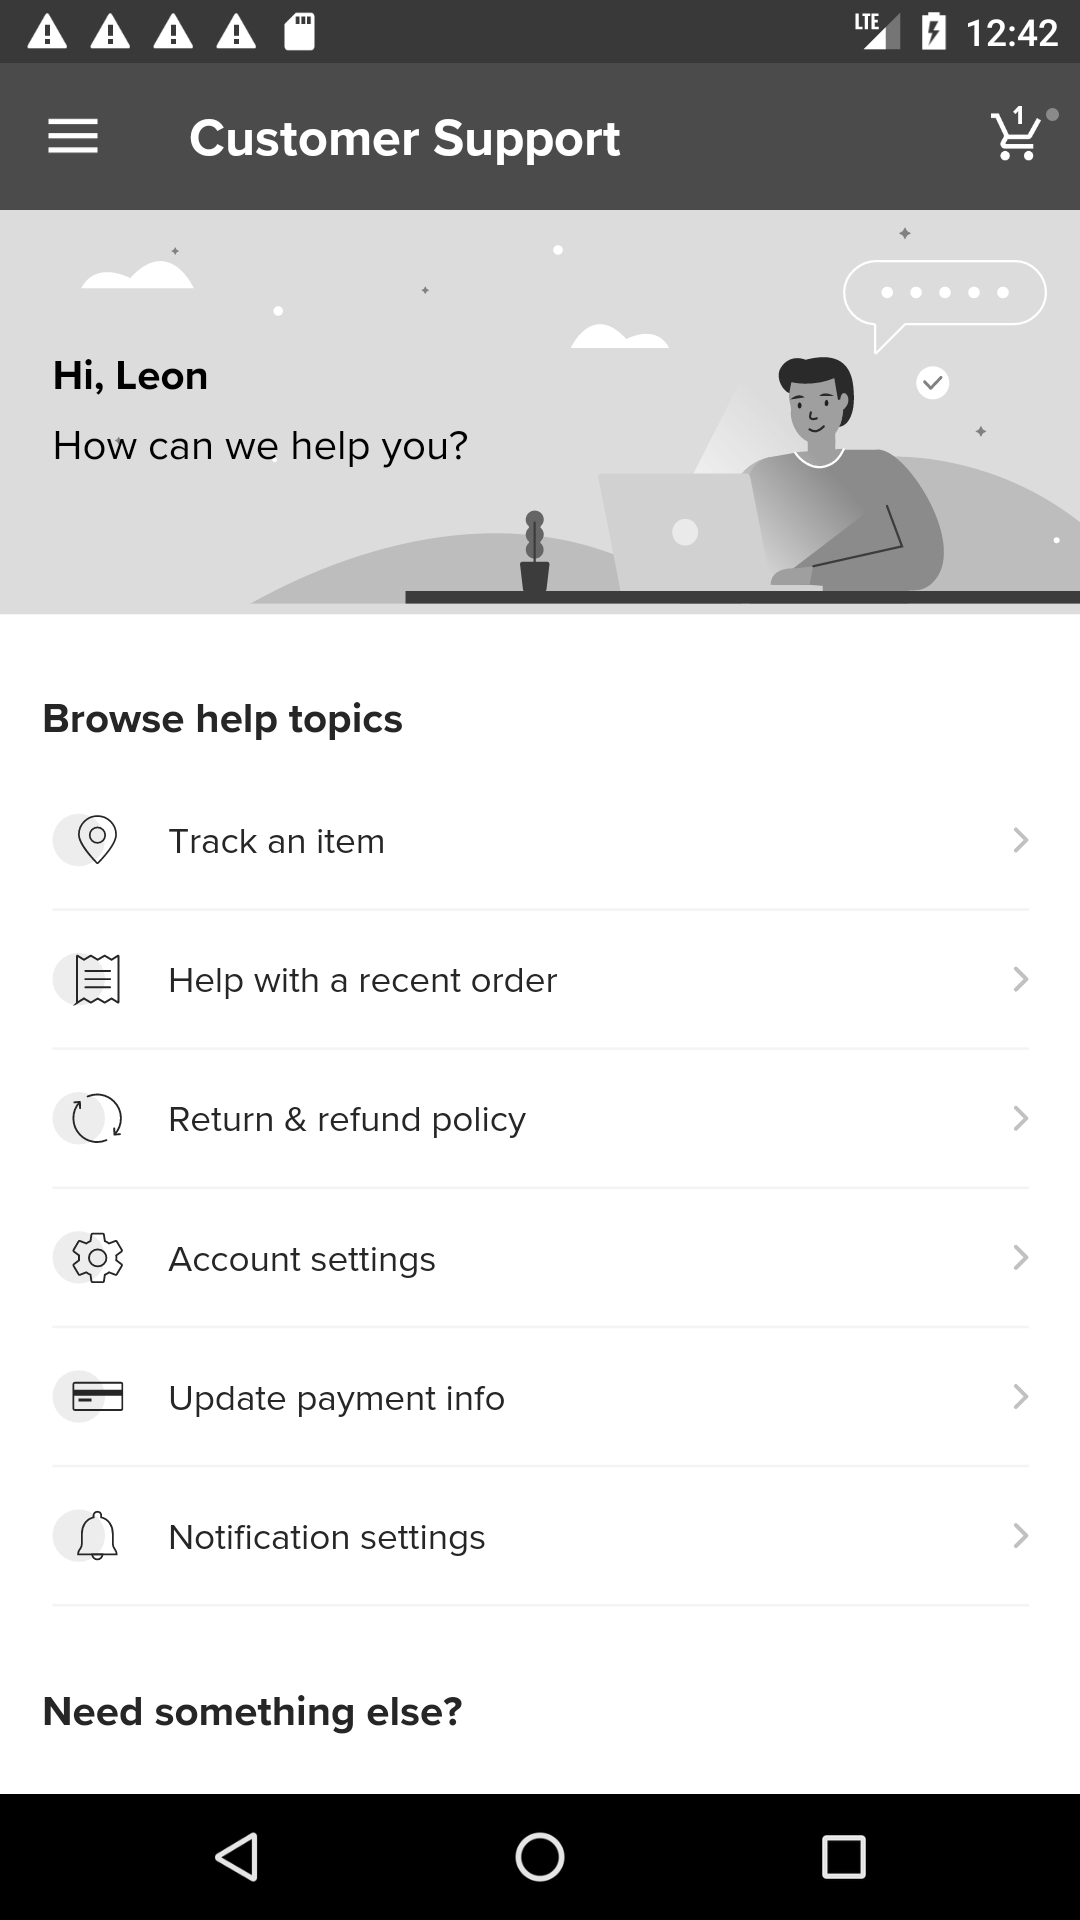 LTE 12:42
Customer Support
1
Hi, Leon
How can we help you?
Browse help topics
Track an item
Help with a recent order
Return & refund policy
Account settings
Update payment info
Notification settings
Need something else?